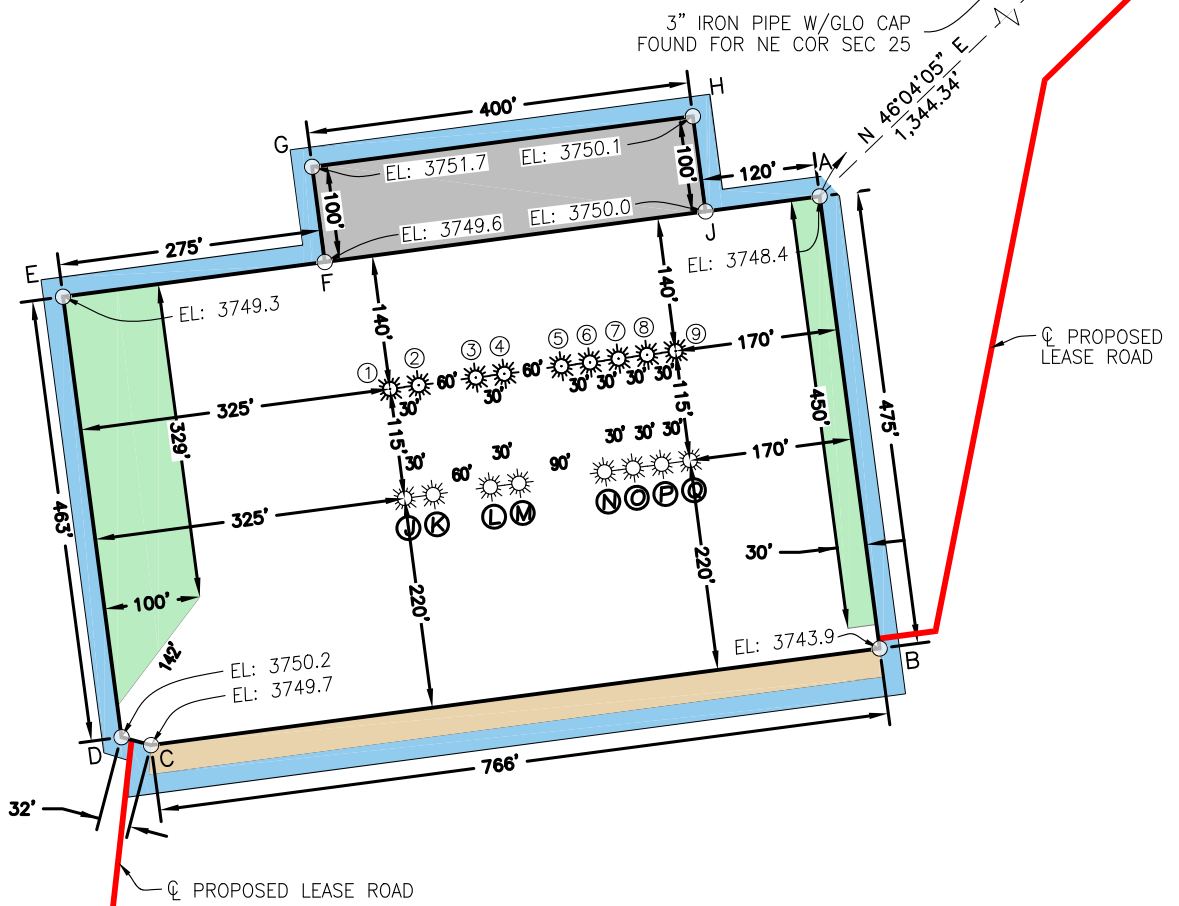 3” IRON PIPE W/GLO CAP
FOUND FOR NE COR SEC 25
N 46°04'05" E
1,344.34'
H
400'
G
EL: 3751.7
EL: 3750.1
100'
100'
120'
A
EL: 3749.6
EL: 3750.0
275'
J
F
E
EL: 3749.3
EL: 3748.4
140'
140'
℄ PROPOSED
LEASE ROAD
1
2
3
4
5
6
7
8
9
170'
60'
60'
30'
30'
30'
30'
30'
30'
325'
329'
115'
115'
450'
475'
30'
30'
30'
30'
30'
60'
90'
170'
J
K
L
M
N
O
P
Q
463'
325'
30'
220'
220'
100'
142'
EL: 3743.9
B
EL: 3750.2
EL: 3749.7
D
C
766'
32'
℄ PROPOSED LEASE ROAD